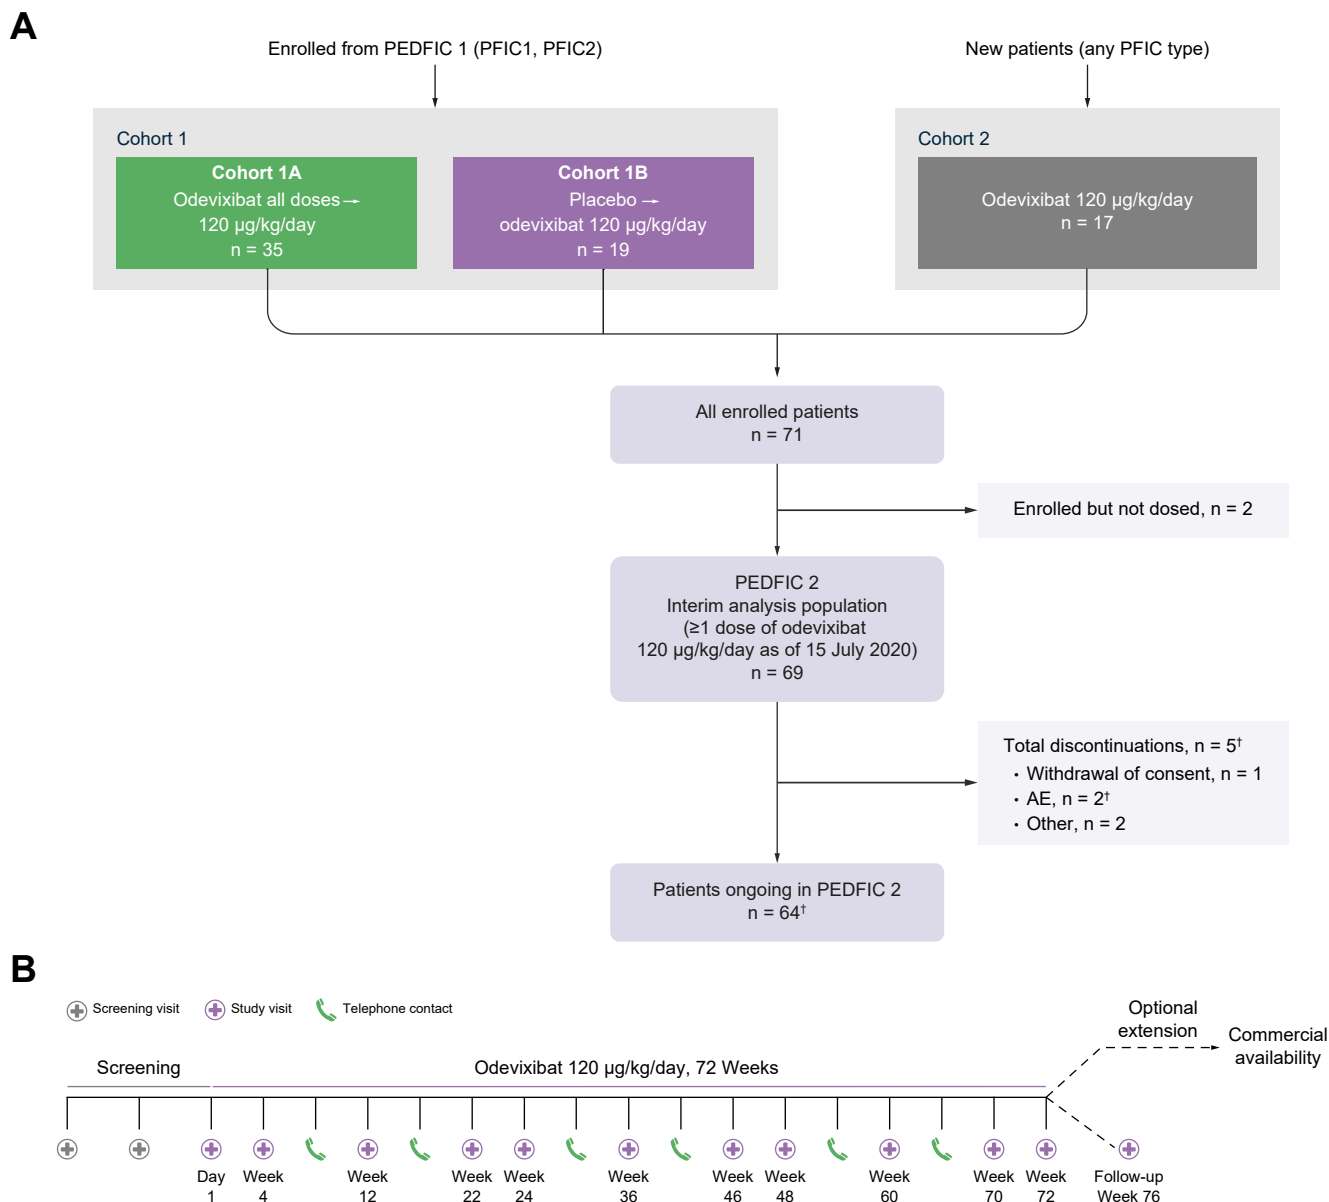 A
Enrolled from PEDFIC 1 (PFIC1, PFIC2)
New patients (any PFIC type)
Cohort 1
Cohort 1A
Odevixibat all doses→
120 µg/kg/day
n = 35
Cohort 1B
Placebo →
odevixibat 120 µg/kg/day
n = 19
Cohort 2
Odevixibat 120 µg/kg/day
n = 17
All enrolled patients
n = 71
Enrolled but not dosed, n = 2
PEDFIC 2
Interim analysis population
(≥1 dose of odevixibat
120 µg/kg/day as of 15 July 2020)
n = 69
Total discontinuations, n = 5†
• Withdrawal of consent, n = 1
• AE, n = 2†
• Other, n = 2
Patients ongoing in PEDFIC 2
n = 64†
B
Screening visit
Study visit
Telephone contact
Optional
extension
Commercial
availability
Screening
Odevixibat 120 µg/kg/day, 72 Weeks
Day
1
Week
4
Week
12
Week
22
Week
24
Week
36
Week
46
Week
48
Week
60
Week
70
Week
72
Follow-up
Week 76